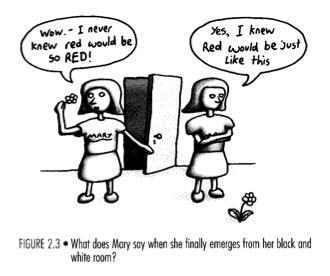 Wow.- I never
knew red would be
so RED!
Yes, I knew
Red would be just
like this
MARY
FIGURE 2.3 • What does Mary say when she finally emerges from her black and
white room?